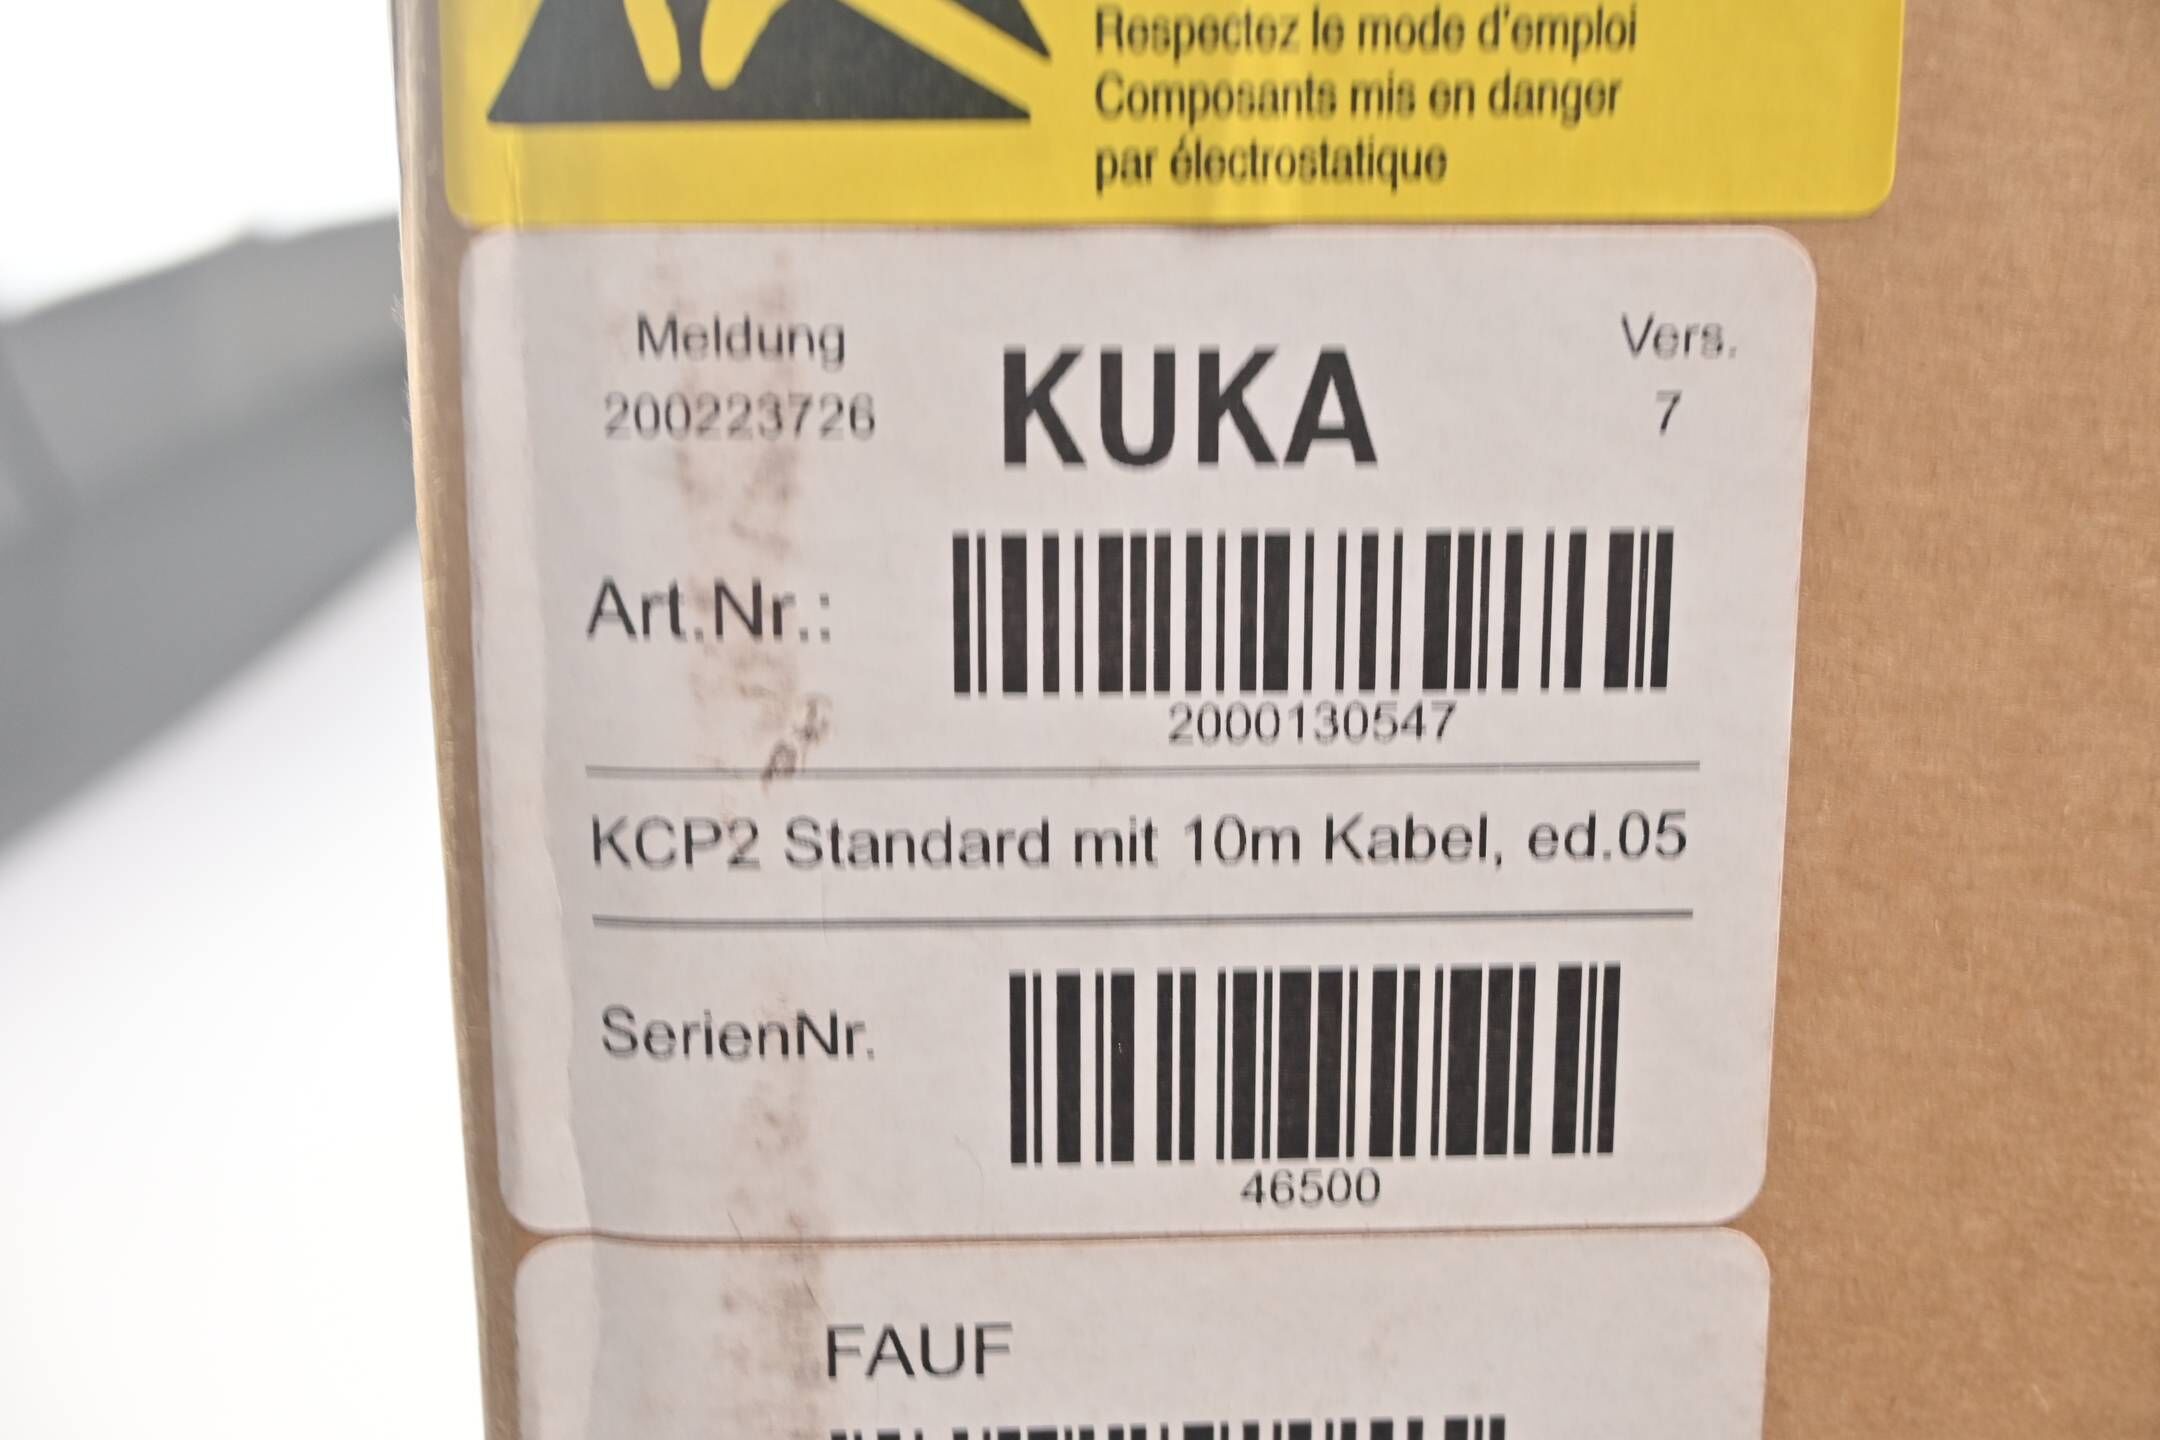 Respectez le mode d'emploi
Composants mis en danger
par électrostatique
Meldung
200223726
KUKA
Vers.
7
Art.Nr.:
2000130547
KCP2 Standard mit 10m Kabel, ed.05
SerienNr.
46500
FAUF